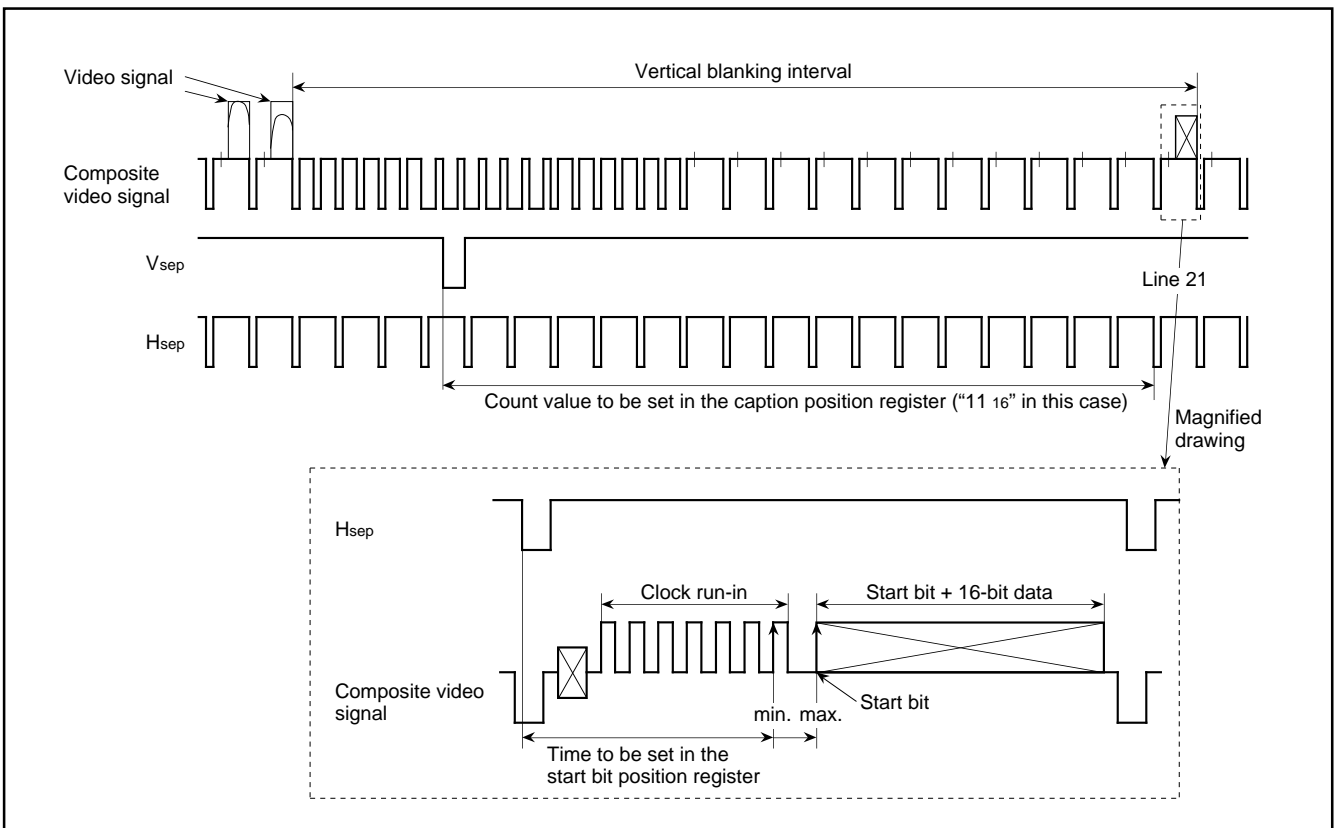 Video signal
Vertical blanking interval
Composite
video signal
Vsep
Line 21
Hsep
Count value to be set in the caption position register (“11 16” in this case)
Magnified
drawing
Hsep
Clock run-in
Start bit + 16-bit data
Composite video
signal
Start bit
min. max.
Time to be set in the
start bit position register